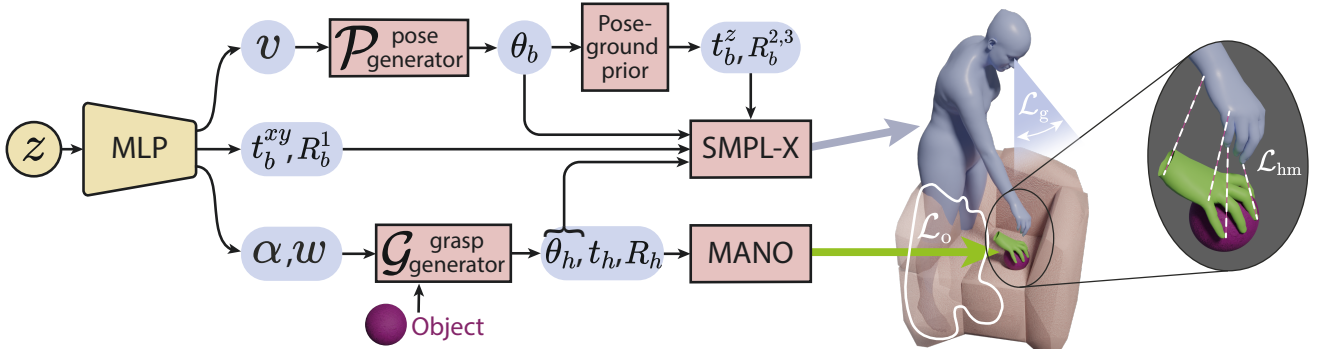 z
MLP
υ
𝒫 pose
generator
θ_b
Pose-
ground
prior
t_b^z, R_b^{2,3}
t_b^{xy}, R_b^1
SMPL-X
α, w
𝒢 grasp
generator
θ_h, t_h, R_h
MANO
Object
ℒ_g
ℒ_o
ℒ_hm